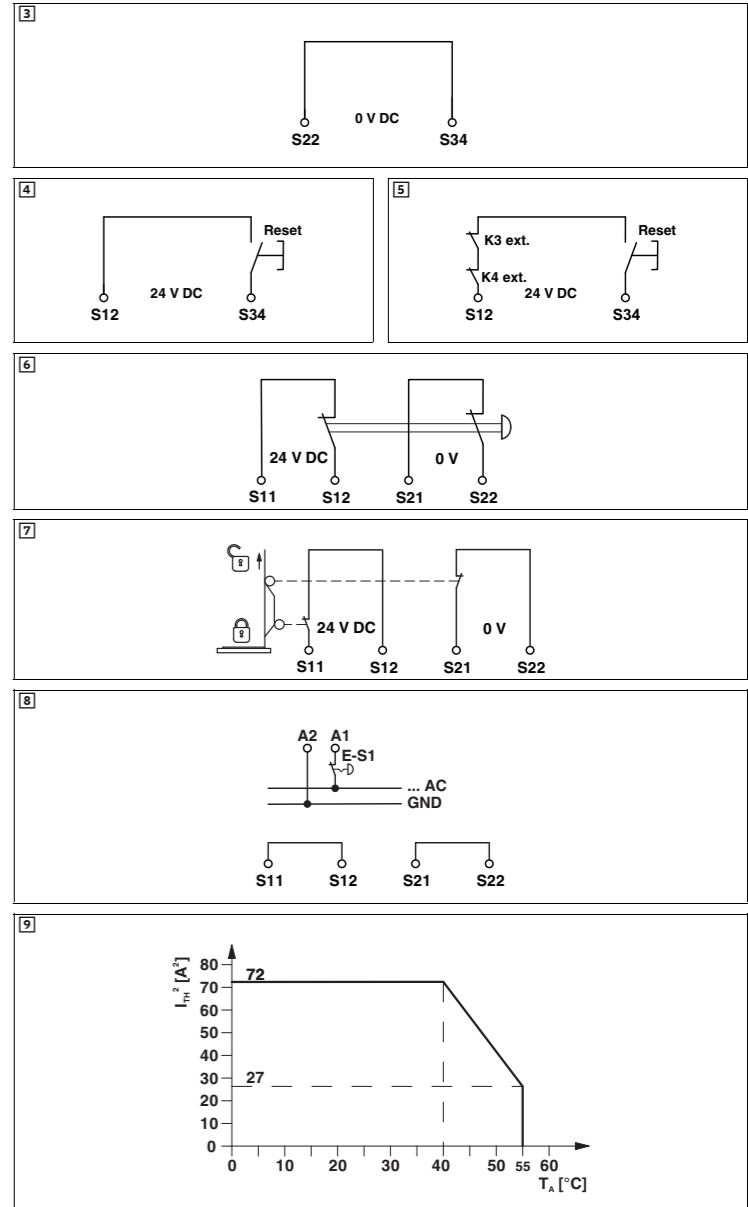 3
0 V DC
S22 S34
4
Reset
24 V DC
S12 S34
5
K3 ext. Reset
K4 ext.
24 V DC
S12 S34
6
24 V DC 0 V
S11 S12 S21 S22
7
24 V DC 0 V
S11 S12 S21 S22
8
A2 A1
E-S1
... AC
GND
S11 S12 S21 S22
9
I_TH² [A²]
80
72
70
60
50
40
30
27
20
10
0
0 10 20 30 40 50 55 60
T_A [°C]